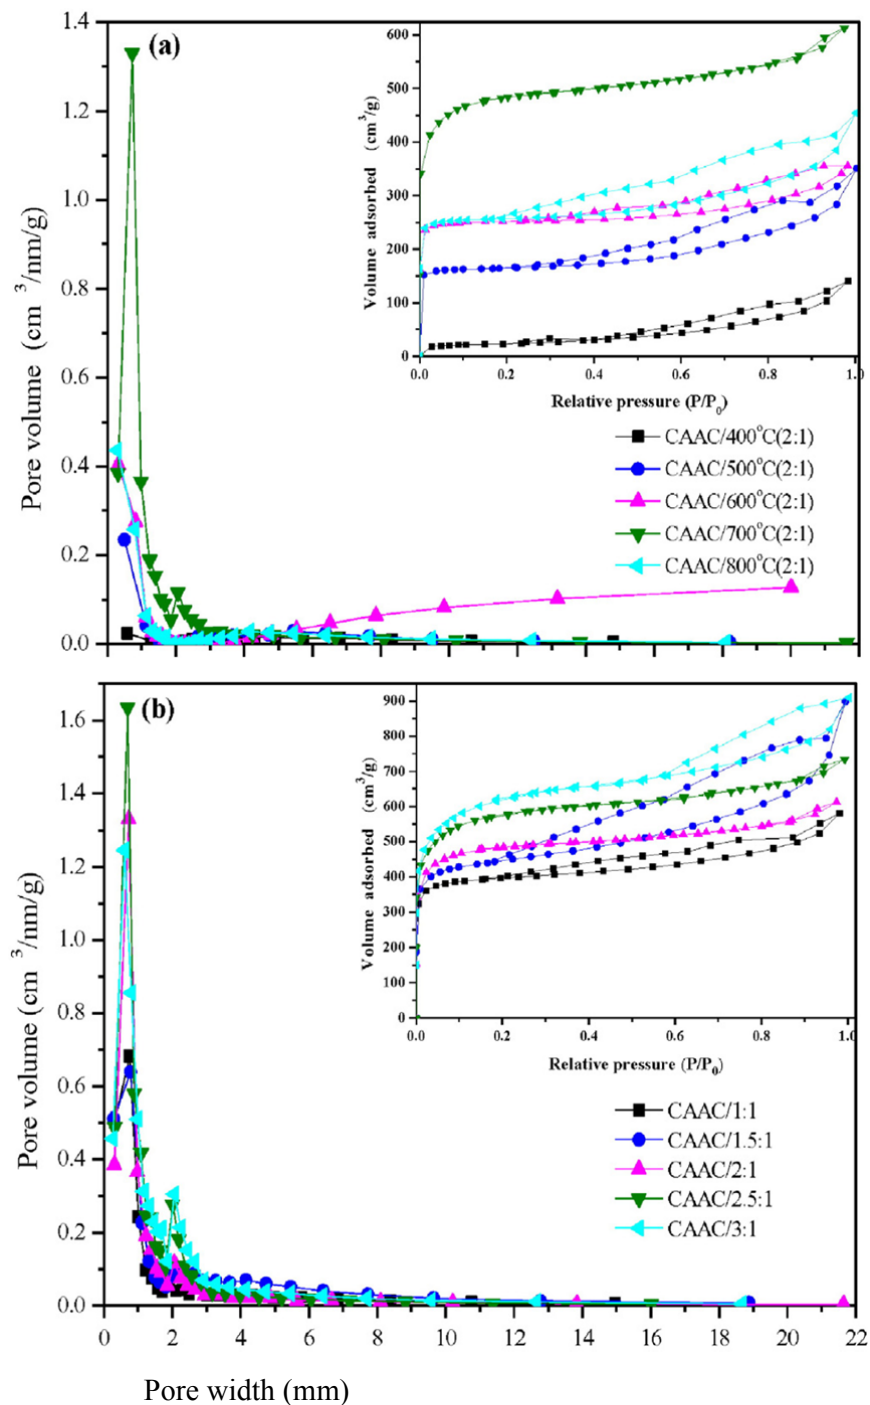 (a)
1.4
1.2
1.0
0.8
0.6
0.4
0.2
0.0
Pore volume (cm³/nm/g)
600
500
400
300
200
100
0
Volume adsorbed (cm³/g)
0.0 0.2 0.4 0.6 0.8 1.0
Relative pressure (P/P₀)
CAAC/400°C(2:1)
CAAC/500°C(2:1)
CAAC/600°C(2:1)
CAAC/700°C(2:1)
CAAC/800°C(2:1)
(b)
1.6
1.4
1.2
1.0
0.8
0.6
0.4
0.2
0.0
Pore volume (cm³/nm/g)
900
800
700
600
500
400
300
200
100
0
Volume adsorbed (cm³/g)
0.0 0.2 0.4 0.6 0.8 1.0
Relative pressure (P/P₀)
CAAC/1:1
CAAC/1.5:1
CAAC/2:1
CAAC/2.5:1
CAAC/3:1
0 2 4 6 8 10 12 14 16 18 20 22
Pore width (mm)